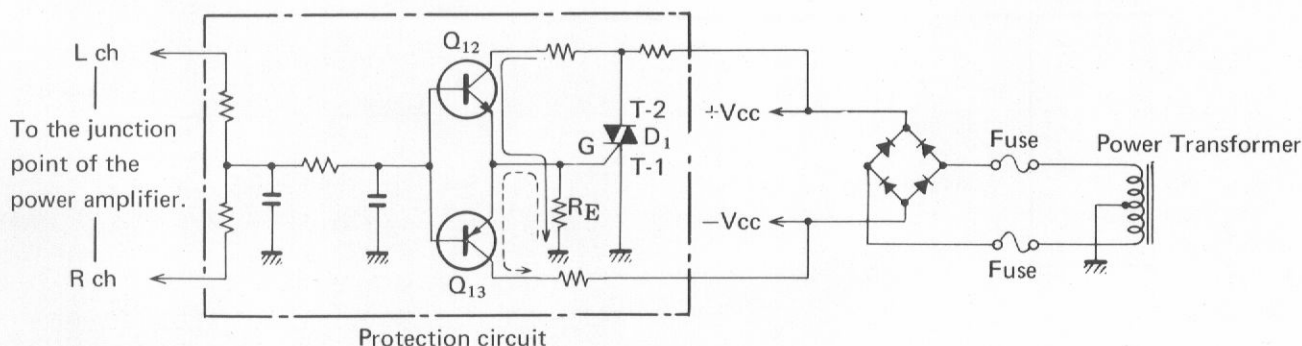 L ch
To the junction
point of the
power amplifier.
R ch
Q12
Q13
G
T-2
D1
T-1
RE
+Vcc
−Vcc
Fuse
Fuse
Power Transformer
Protection circuit